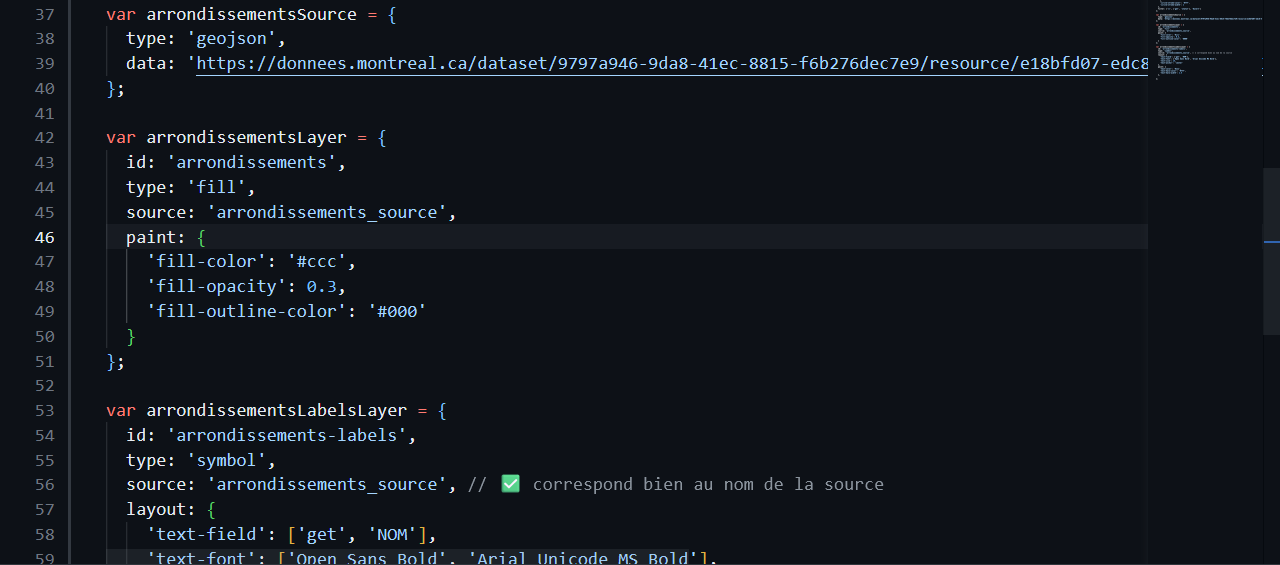 37 var arrondissementsSource = {
38 type: 'geojson',
39 data: 'https://donnees.montreal.ca/dataset/9797a946-9da8-41ec-8815-f6b276dec7e9/resource/e18bfd07-edc8
40 };
41
42 var arrondissementsLayer = {
43 id: 'arrondissements',
44 type: 'fill',
45 source: 'arrondissements_source',
46 paint: {
47 'fill-color': '#ccc',
48 'fill-opacity': 0.3,
49 'fill-outline-color': '#000'
50 }
51 };
52
53 var arrondissementsLabelsLayer = {
54 id: 'arrondissements-labels',
55 type: 'symbol',
56 source: 'arrondissements_source', // ✅ correspond bien au nom de la source
57 layout: {
58 'text-field': ['get', 'NOM'],
59 'text-font': ['Open Sans Bold', 'Arial Unicode MS Bold'],